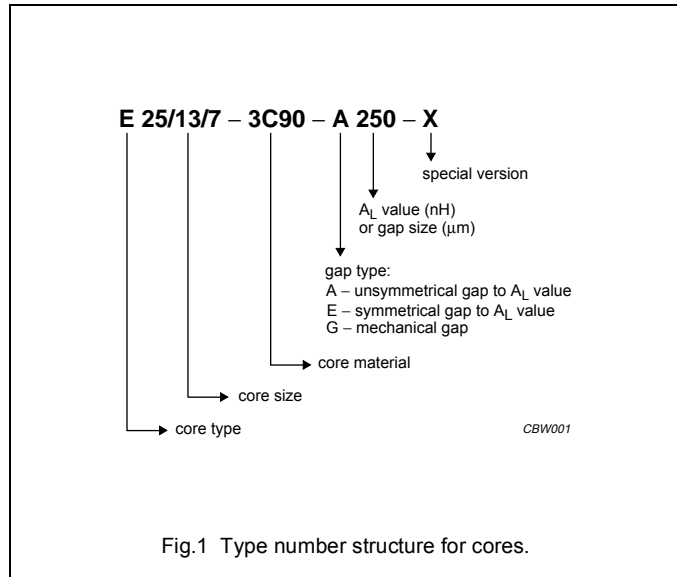 E 25/13/7 – 3C90 – A 250 – X
special version
A_L value (nH)
or gap size (μm)
gap type:
A – unsymmetrical gap to A_L value
E – symmetrical gap to A_L value
G – mechanical gap
core material
core size
core type
CBW001
Fig.1 Type number structure for cores.